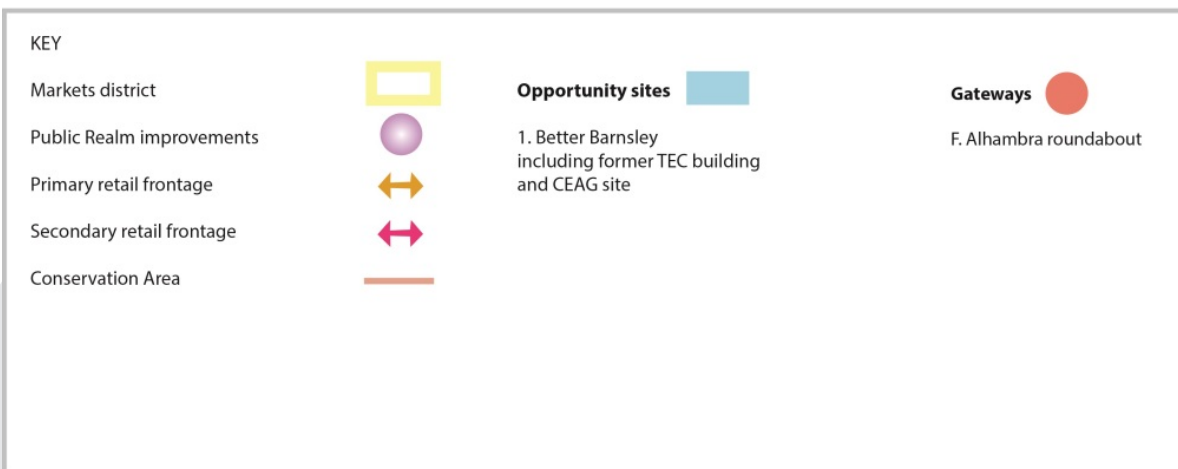 KEY
Markets district
Public Realm improvements
Primary retail frontage
Secondary retail frontage
Conservation Area
Opportunity sites
1. Better Barnsley
including former TEC building
and CEAG site
Gateways
F. Alhambra roundabout